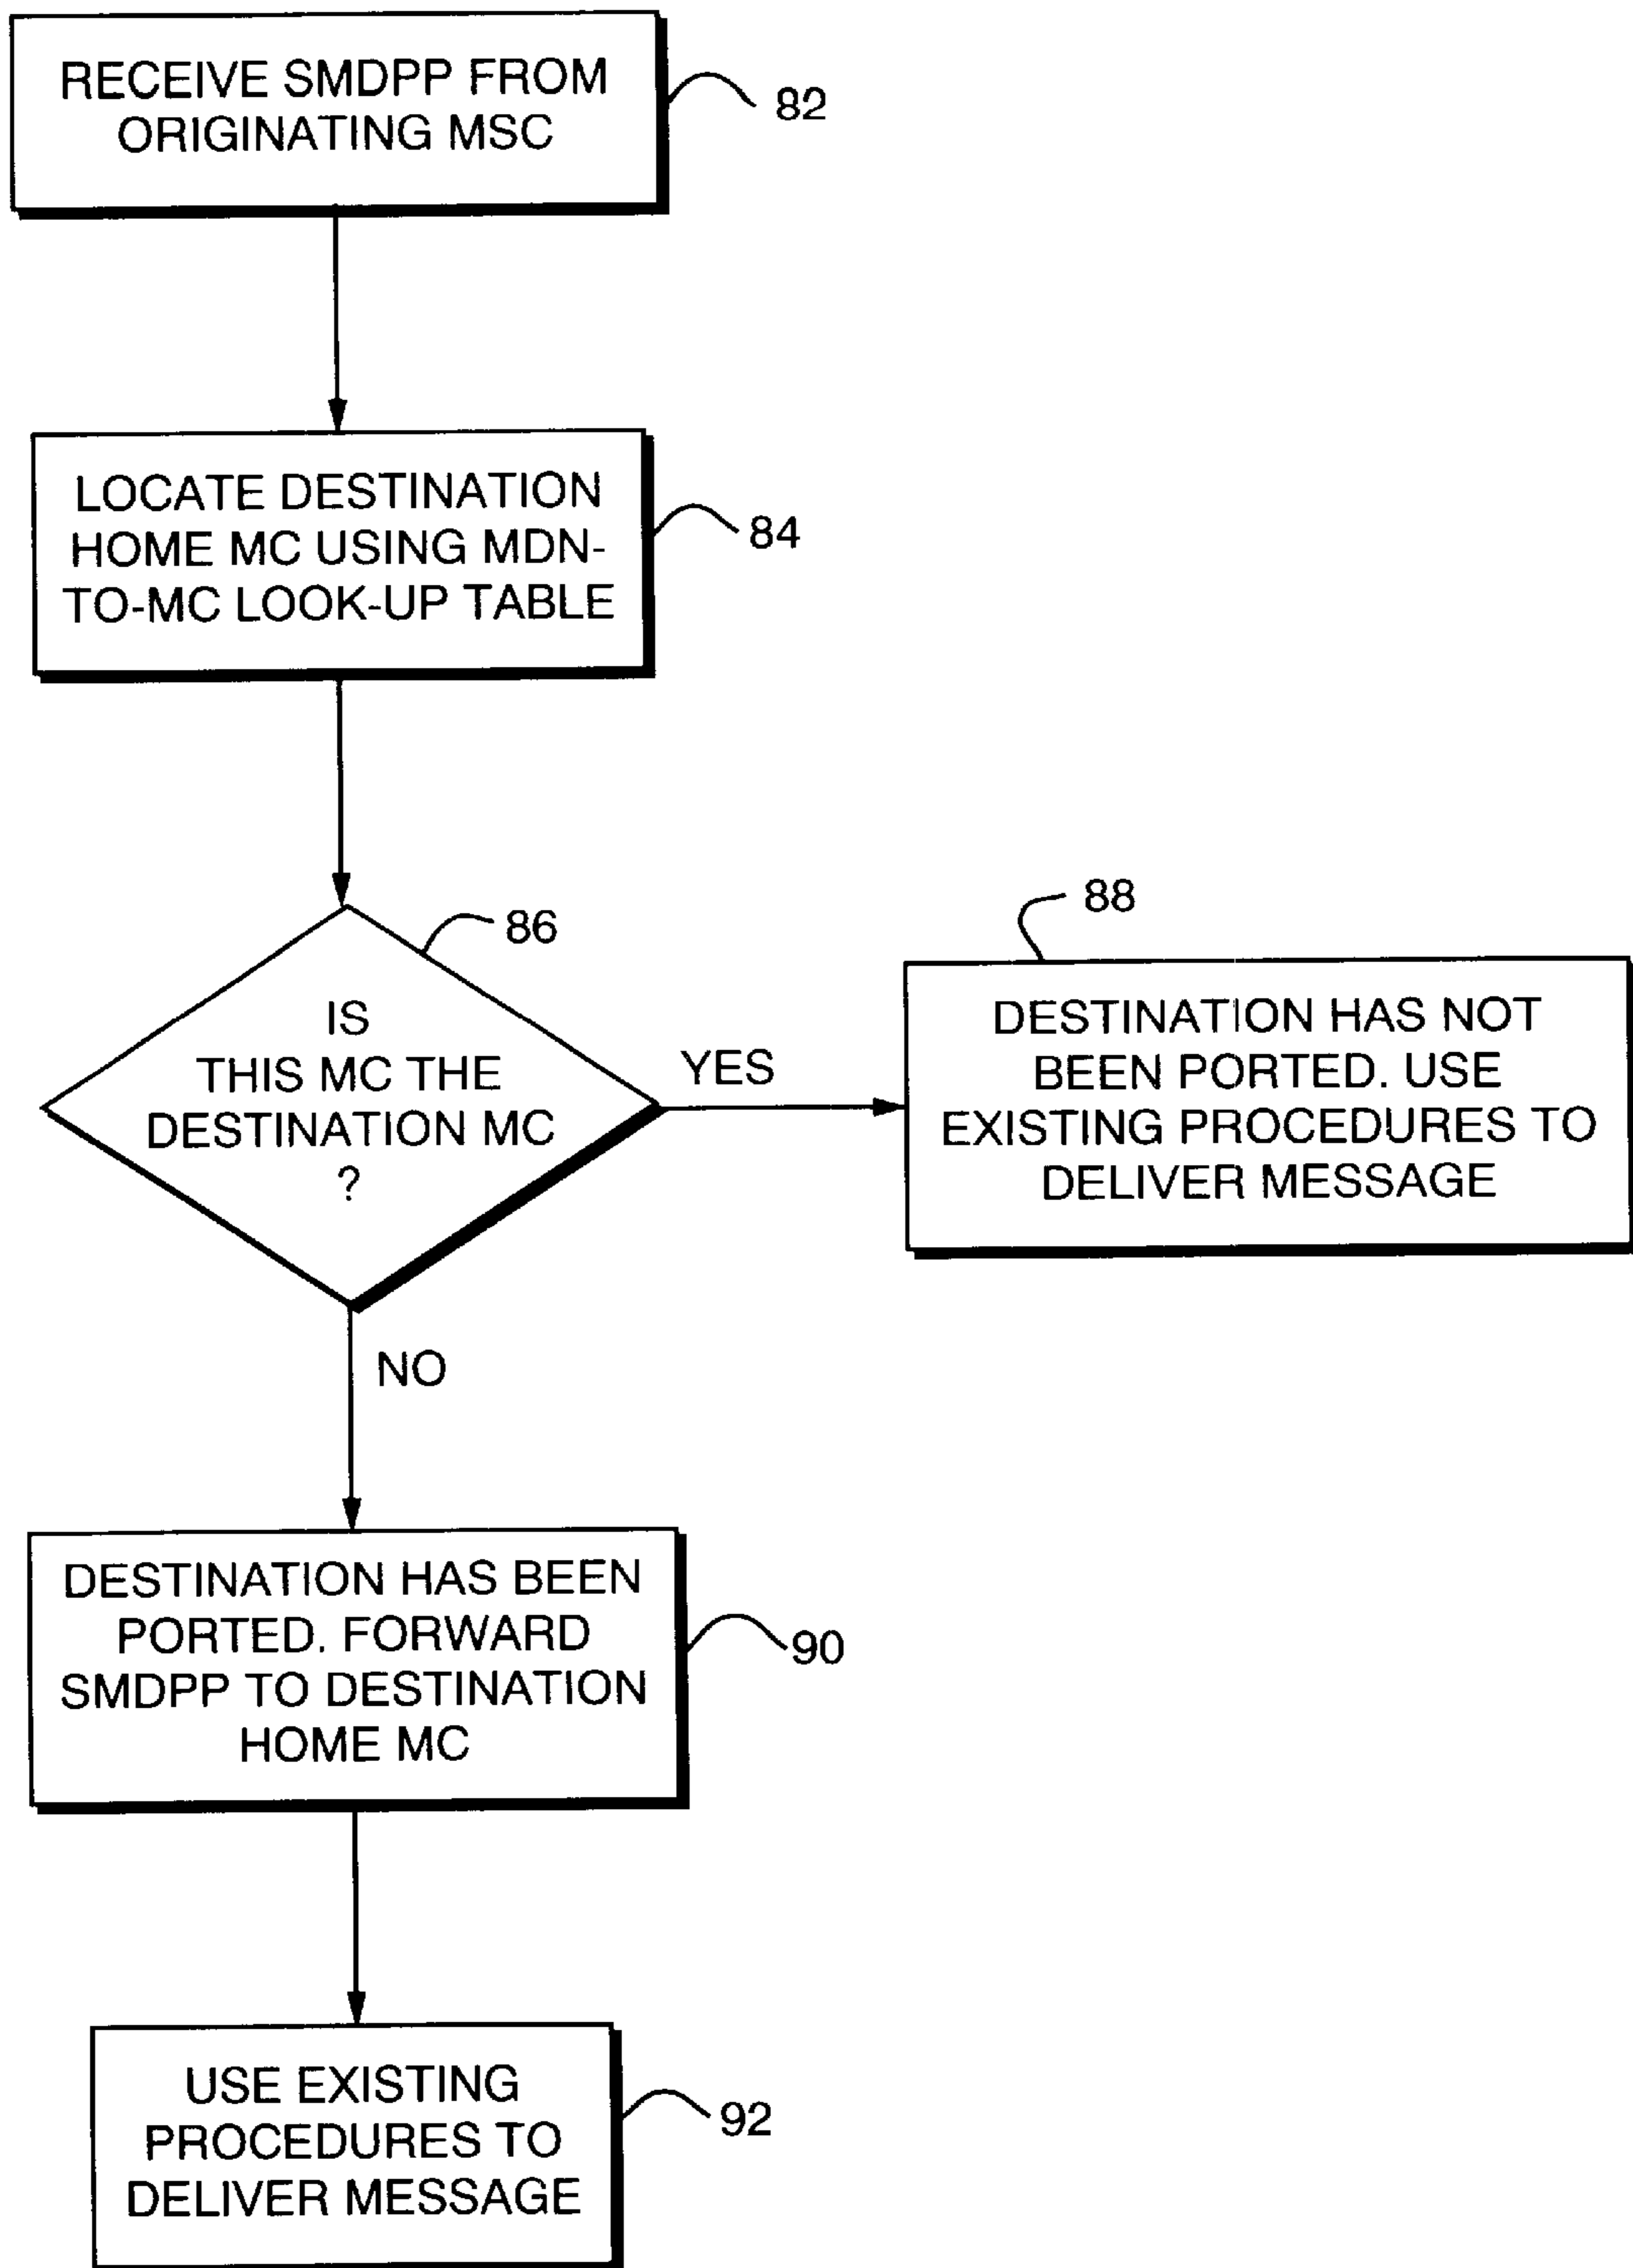 RECEIVE SMDPP FROM
ORIGINATING MSC
82
LOCATE DESTINATION
HOME MC USING MDN-
TO-MC LOOK-UP TABLE
84
IS
THIS MC THE
DESTINATION MC
?
86
YES
88
DESTINATION HAS NOT
BEEN PORTED. USE
EXISTING PROCEDURES TO
DELIVER MESSAGE
NO
DESTINATION HAS BEEN
PORTED. FORWARD
SMDPP TO DESTINATION
HOME MC
90
USE EXISTING
PROCEDURES TO
DELIVER MESSAGE
92